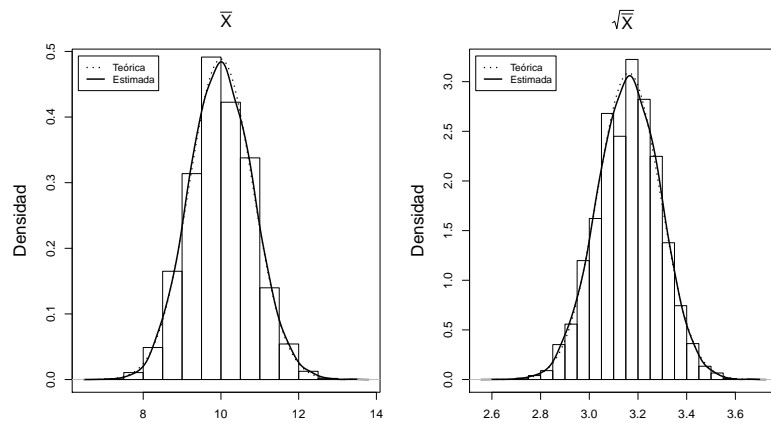 X̅
Densidad
0.0 0.1 0.2 0.3 0.4 0.5
8 10 12 14
Teórica
Estimada
√X̅
Densidad
0.0 0.5 1.0 1.5 2.0 2.5 3.0
2.6 2.8 3.0 3.2 3.4 3.6
Teórica
Estimada